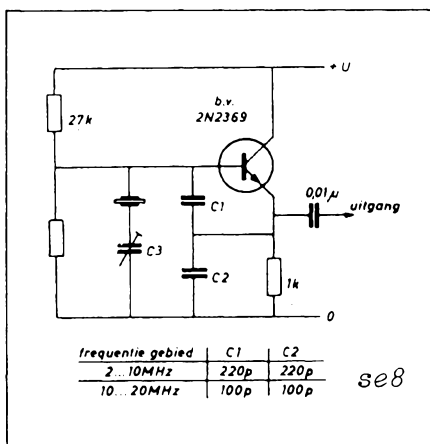 + U
b.v.
2N2369
27k
0,01µ
uitgang
C1
C3
C2
1k
0
frequentie gebied C1 C2
2...10MHz 220p 220p
10...20MHz 100p 100p
se8